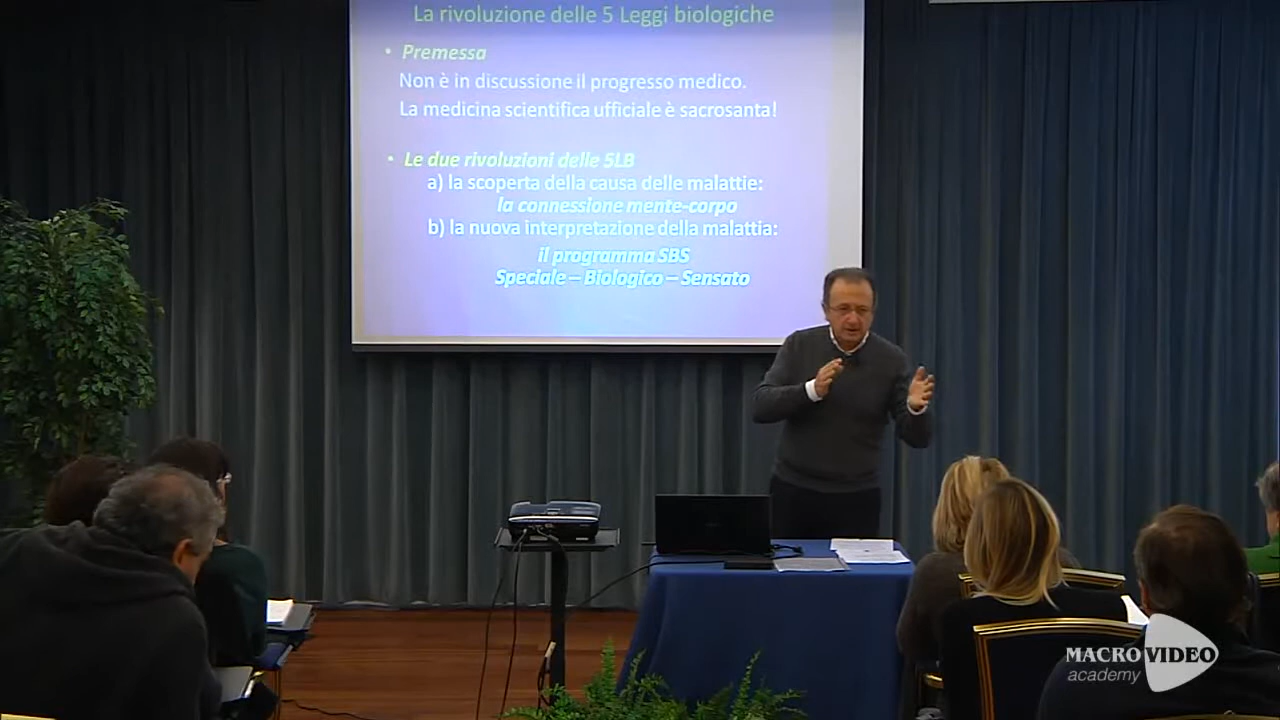 La rivoluzione delle 5 Leggi biologiche
• Premessa
Non è in discussione il progresso medico.
La medicina scientifica ufficiale è sacrosanta!
• Le due rivoluzioni delle 5LB
a) la scoperta della causa delle malattie:
la connessione mente-corpo
b) la nuova interpretazione della malattia:
il programma SBS
Speciale – Biologico – Sensato
MACRO VIDEO
academy